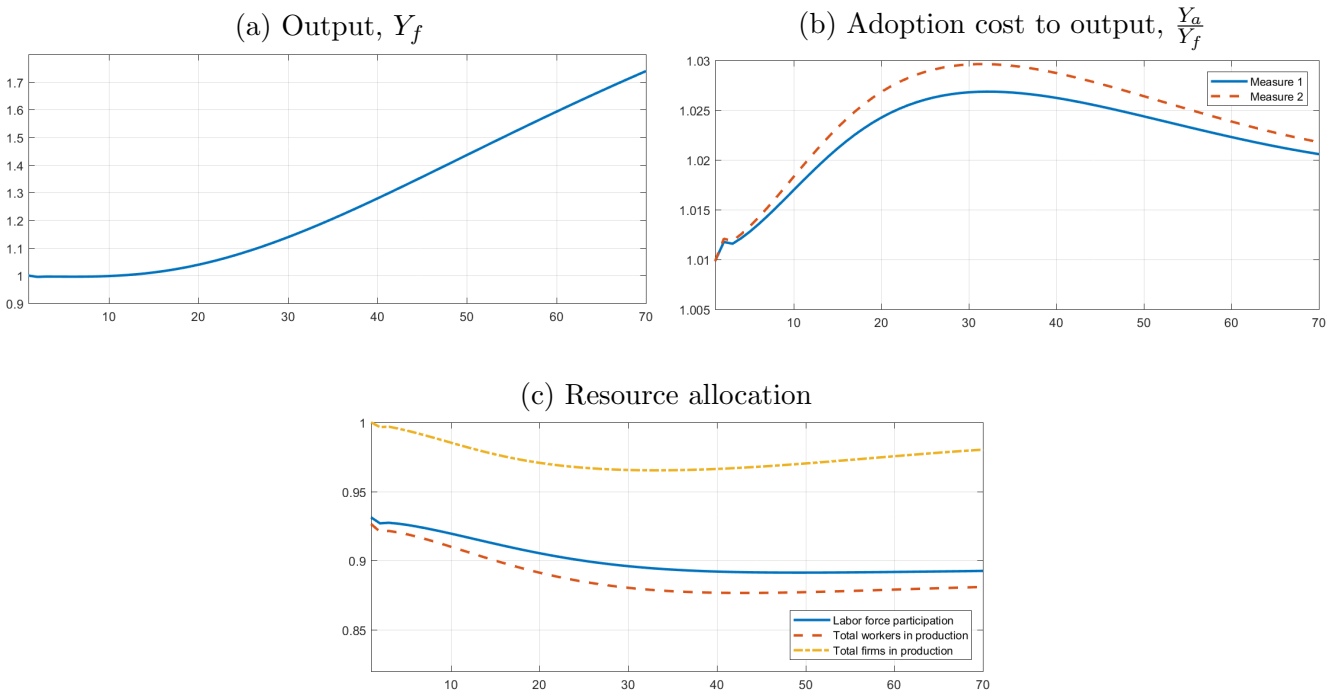 (a) Output, Y_f
1.7
1.6
1.5
1.4
1.3
1.2
1.1
1
0.9
10 20 30 40 50 60 70
(b) Adoption cost to output, Y_a/Y_f
1.03
1.025
1.02
1.015
1.01
1.005
10 20 30 40 50 60 70
Measure 1
Measure 2
(c) Resource allocation
1
0.95
0.9
0.85
10 20 30 40 50 60 70
Labor force participation
Total workers in production
Total firms in production